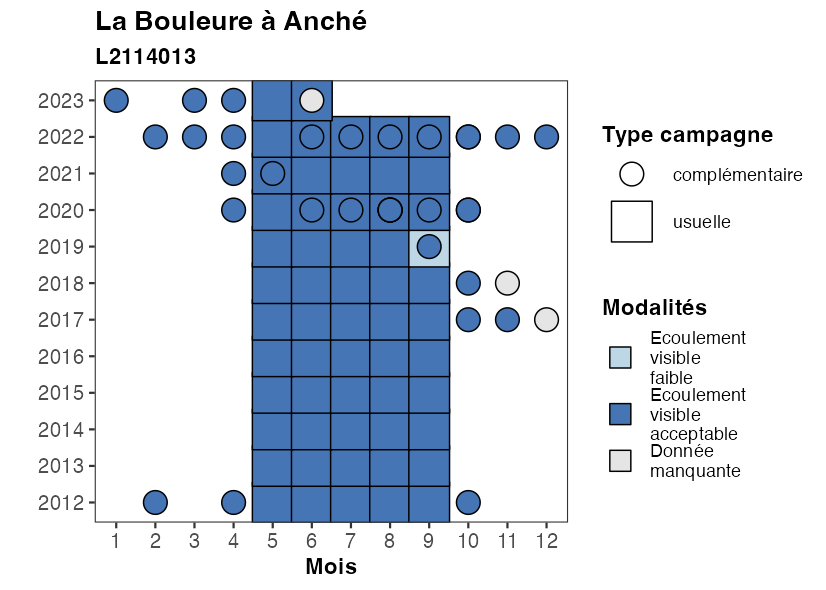 La Bouleure à Anché
L2114013
2023
2022
2021
2020
2019
2018
2017
2016
2015
2014
2013
2012
1 2 3 4 5 6 7 8 9 10 11 12
Mois
Type campagne
complémentaire
usuelle
Modalités
Ecoulement
visible
faible
Ecoulement
visible
acceptable
Donnée
manquante